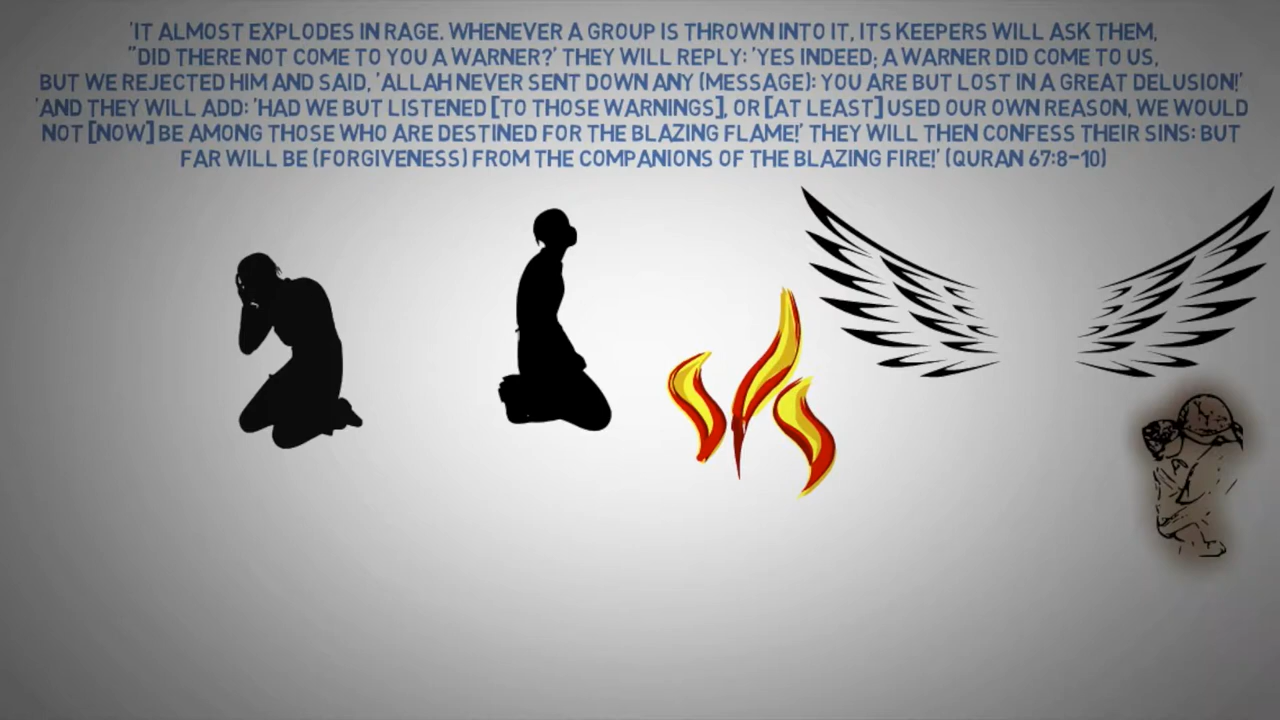 'IT ALMOST EXPLODES IN RAGE. WHENEVER A GROUP IS THROWN INTO IT, ITS KEEPERS WILL ASK THEM,
"DID THERE NOT COME TO YOU A WARNER?' THEY WILL REPLY: 'YES INDEED; A WARNER DID COME TO US,
BUT WE REJECTED HIM AND SAID, 'ALLAH NEVER SENT DOWN ANY (MESSAGE): YOU ARE BUT LOST IN A GREAT DELUSION!'
'AND THEY WILL ADD: 'HAD WE BUT LISTENED [TO THOSE WARNINGS], OR [AT LEAST] USED OUR OWN REASON, WE WOULD
NOT [NOW] BE AMONG THOSE WHO ARE DESTINED FOR THE BLAZING FLAME!' THEY WILL THEN CONFESS THEIR SINS: BUT
FAR WILL BE (FORGIVENESS) FROM THE COMPANIONS OF THE BLAZING FIRE!' (QURAN 67:8-10)